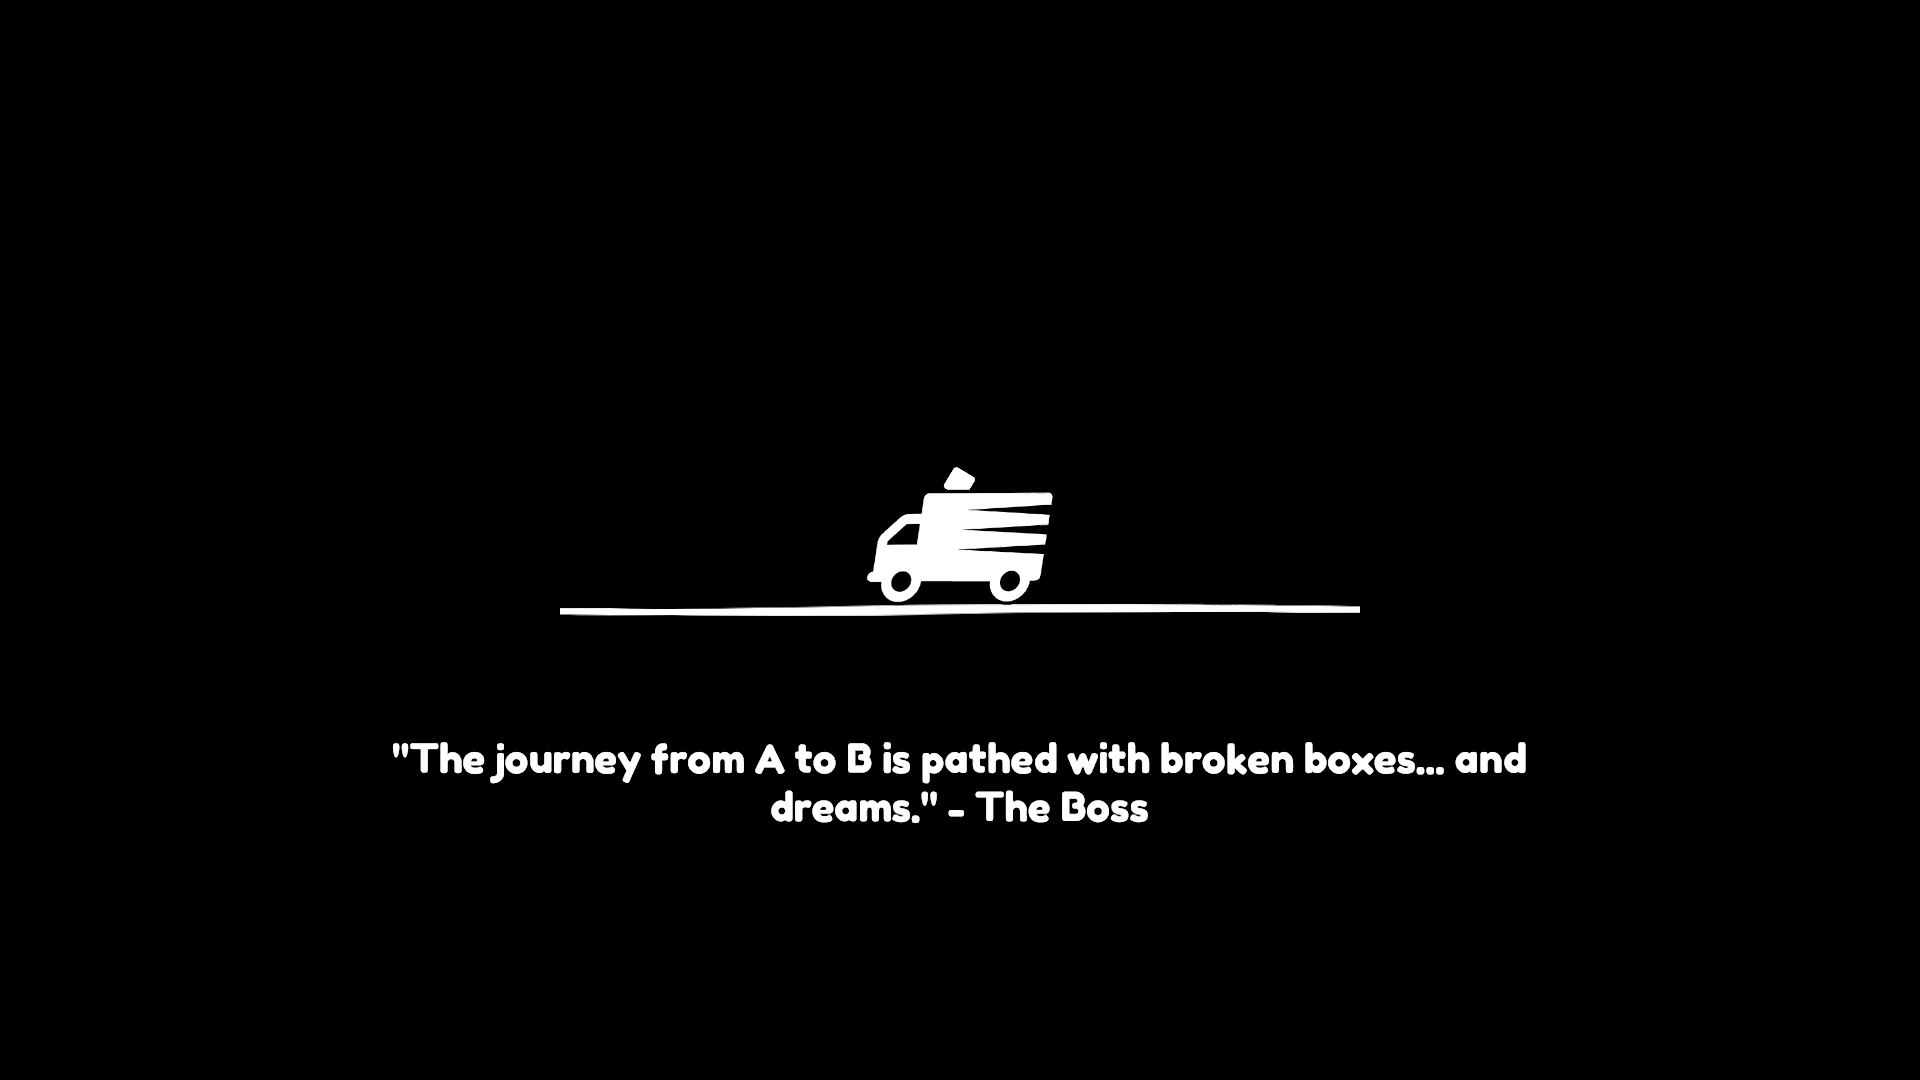 "The journey from A to B is pathed with broken boxes... and
dreams." - The Boss